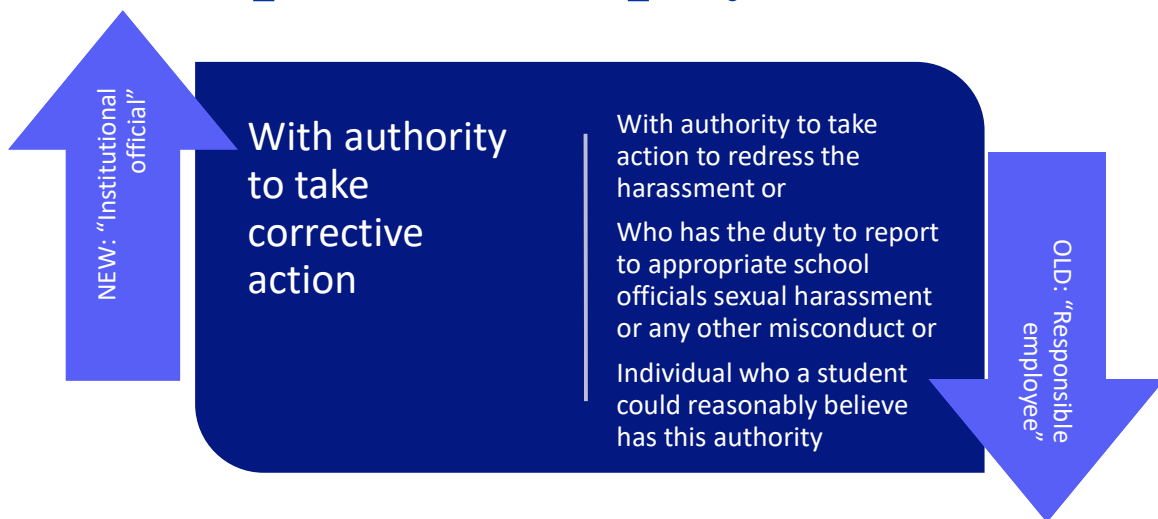 NEW: “Institutional
official”
With authority
to take
corrective
action
With authority to take
action to redress the
harassment or
Who has the duty to report
to appropriate school
officials sexual harassment
or any other misconduct or
Individual who a student
could reasonably believe
has this authority
OLD: “Responsible
employee”